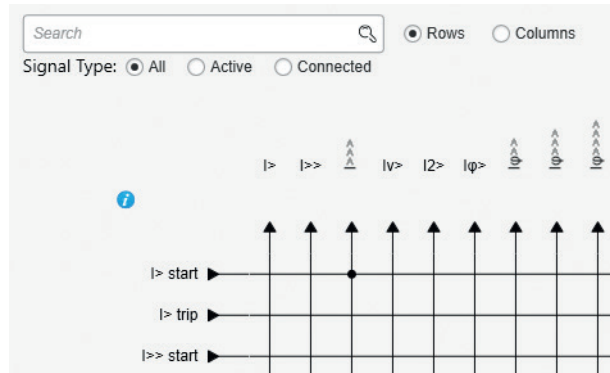 Search Rows Columns
Signal Type: All Active Connected
I> I>> I>>> Iv> I2> Iφ>
I> start
I> trip
I>> start